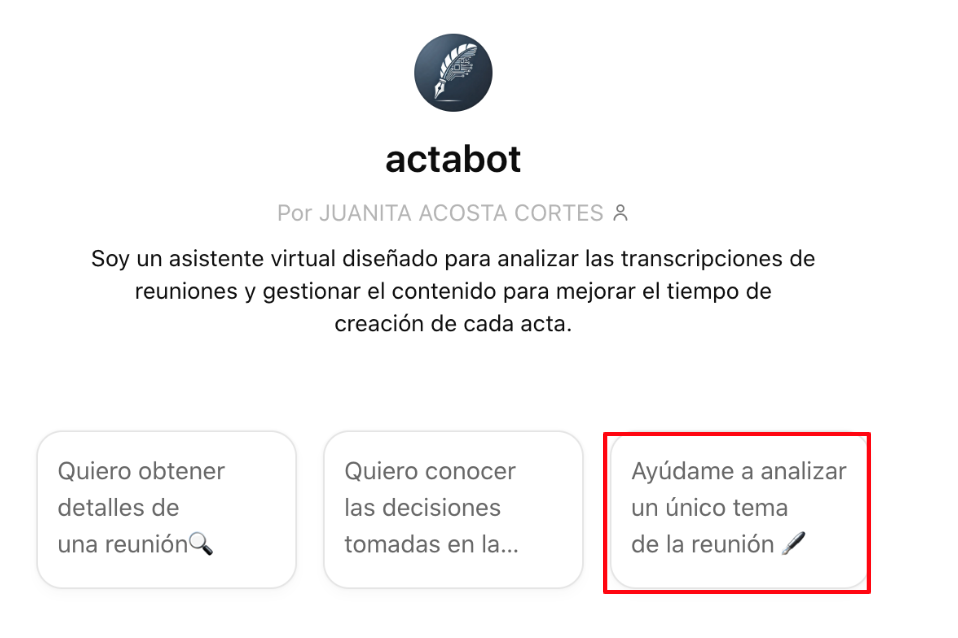 actabot
Por JUANITA ACOSTA CORTES
Soy un asistente virtual diseñado para analizar las transcripciones de
reuniones y gestionar el contenido para mejorar el tiempo de
creación de cada acta.
Quiero obtener
detalles de
una reunión🔍
Quiero conocer
las decisiones
tomadas en la...
Ayúdame a analizar
un único tema
de la reunión 🖋️